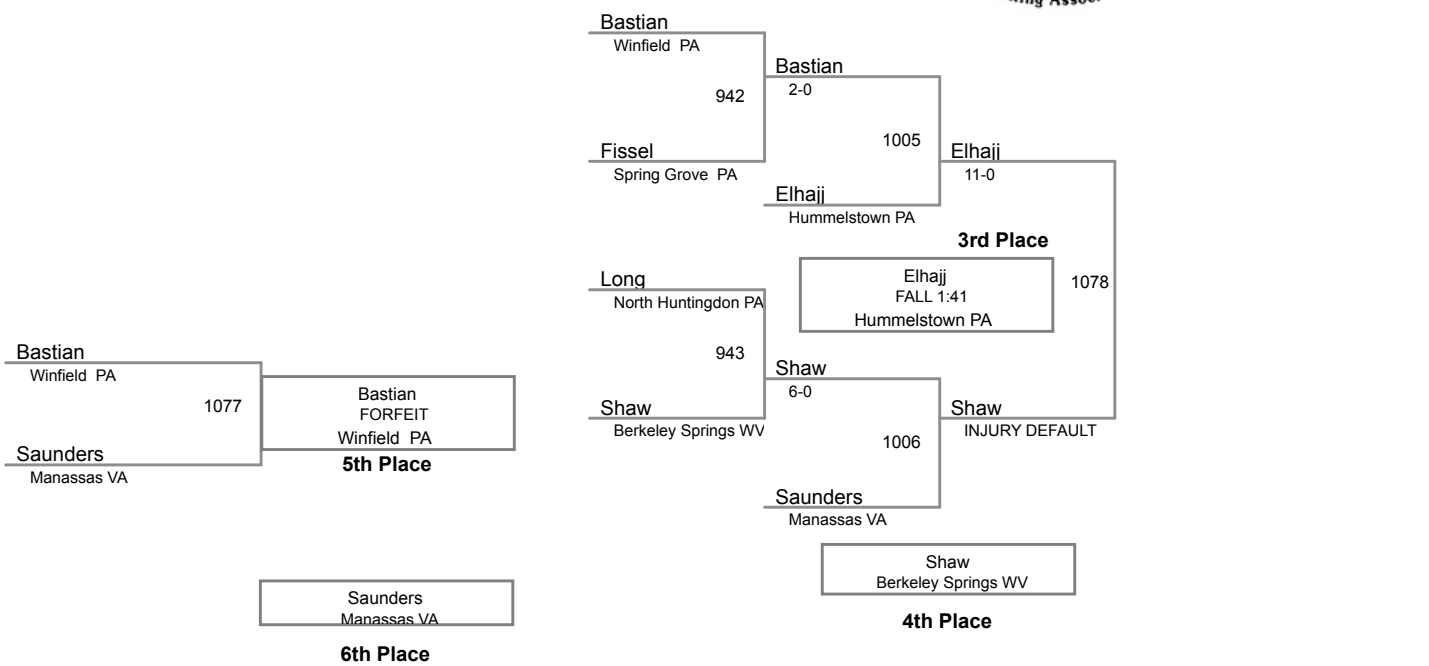 Bastian
Winfield  PA
942
Fissel
Spring Grove  PA
Bastian
2-0
1005
Elhajj
Hummelstown PA
Elhajj
11-0
3rd Place
Elhajj
FALL 1:41
Hummelstown PA
1078
Long
North Huntingdon PA
943
Shaw
Berkeley Springs WV
Shaw
6-0
1006
Saunders
Manassas VA
Shaw
INJURY DEFAULT
Shaw
Berkeley Springs WV
4th Place
Bastian
Winfield  PA
1077
Saunders
Manassas VA
Bastian
FORFEIT
Winfield  PA
5th Place
Saunders
Manassas VA
6th Place